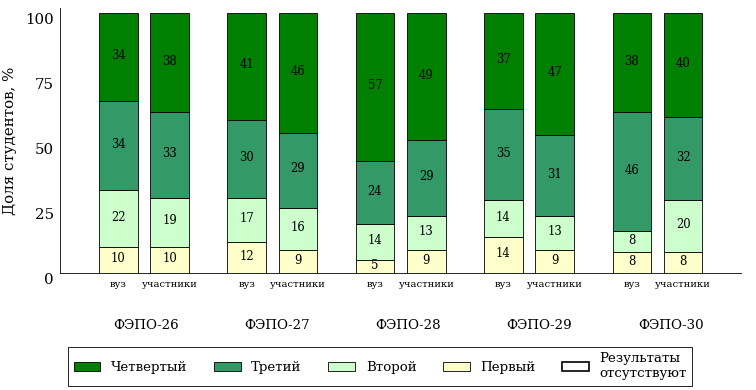 Доля студентов, %
100
75
50
25
0
34 38 41 46 57 49 37 47 38 40
34 33 30 29 24 29 35 31 46 32
22 19 17 16 14 13 14 13 8 20
10 10 12 9 5 9 14 9 8 8
вуз участники вуз участники вуз участники вуз участники вуз участники
ФЭПО-26 ФЭПО-27 ФЭПО-28 ФЭПО-29 ФЭПО-30
Четвертый Третий Второй Первый Результаты
отсутствуют